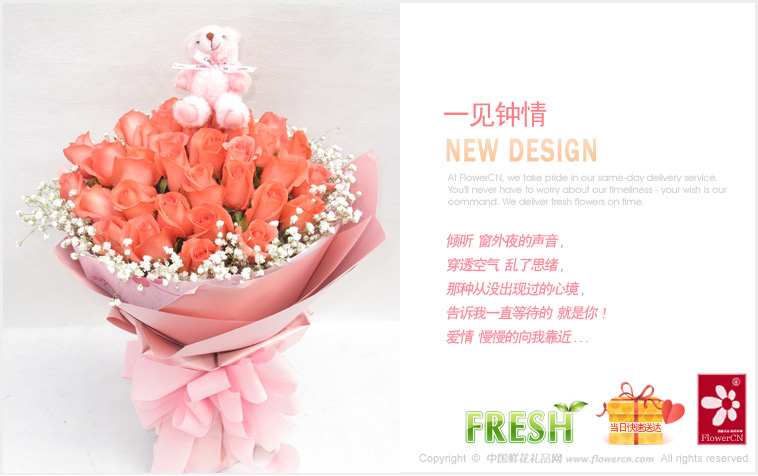 一见钟情
NEW DESIGN
At FlowerCN, we take pride in our same-day delivery service.
You'll never have to worry about our timeliness - your wish is our
command. We deliver fresh flowers on time.
倾听 窗外夜的声音，
穿透空气 乱了思绪，
那种从没出现过的心境，
告诉我一直等待的 就是你！
爱情 慢慢的向我靠近 . . .
FRESH
当日快速送达
FlowerCN
Copyright © 中国鲜花礼品网 www.flowercn.com All rights reserved.